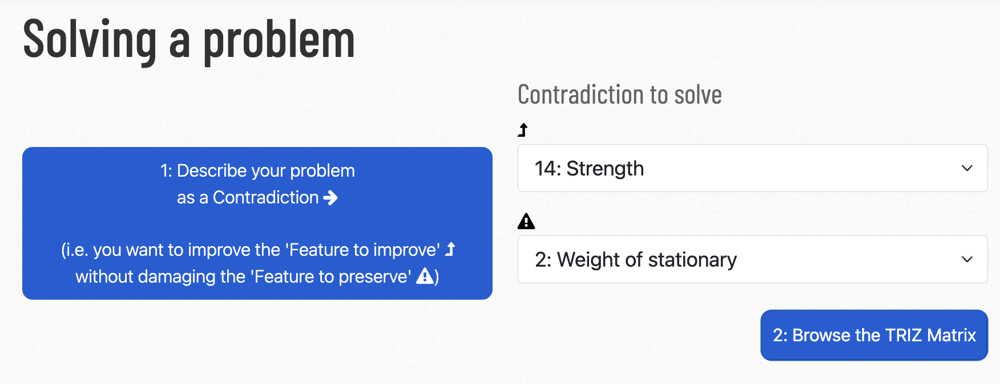 Solving a problem
1: Describe your problem
as a Contradiction
(i.e. you want to improve the 'Feature to improve'
without damaging the 'Feature to preserve' )
Contradiction to solve
14: Strength
2: Weight of stationary
2: Browse the TRIZ Matrix